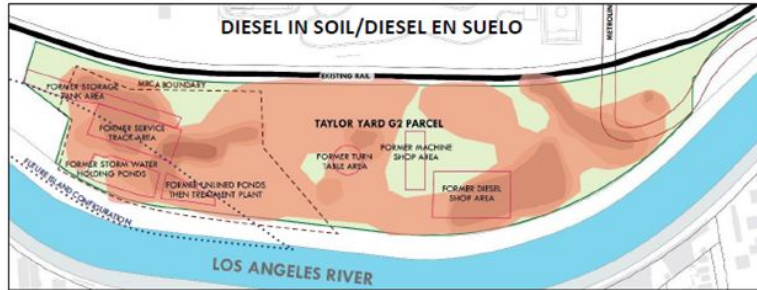 DIESEL IN SOIL/DIESEL EN SUELO
METROLINK
EXISTING RAIL
MRCA BOUNDARY
FORMER STORAGE
TANK AREA
TAYLOR YARD G2 PARCEL
FORMER SERVICE
TRACK AREA
FORMER MACHINE
SHOP AREA
FORMER TURN
TABLE AREA
FORMER STORM WATER
HOLDING PONDS
FORMER UNLINED PONDS
THEN TREATMENT PLANT
FORMER DIESEL
SHOP AREA
FUTURE ISLAND CONFIGURATION
LOS ANGELES RIVER